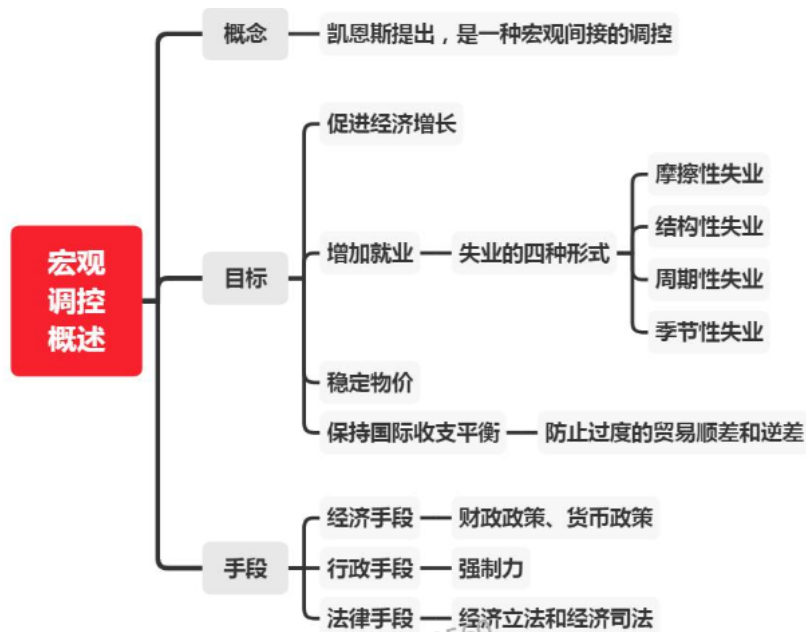 宏观
调控
概述
概念
凯恩斯提出，是一种宏观间接的调控
目标
促进经济增长
增加就业
失业的四种形式
摩擦性失业
结构性失业
周期性失业
季节性失业
稳定物价
保持国际收支平衡
防止过度的贸易顺差和逆差
手段
经济手段
财政政策、货币政策
行政手段
强制力
法律手段
经济立法和经济司法